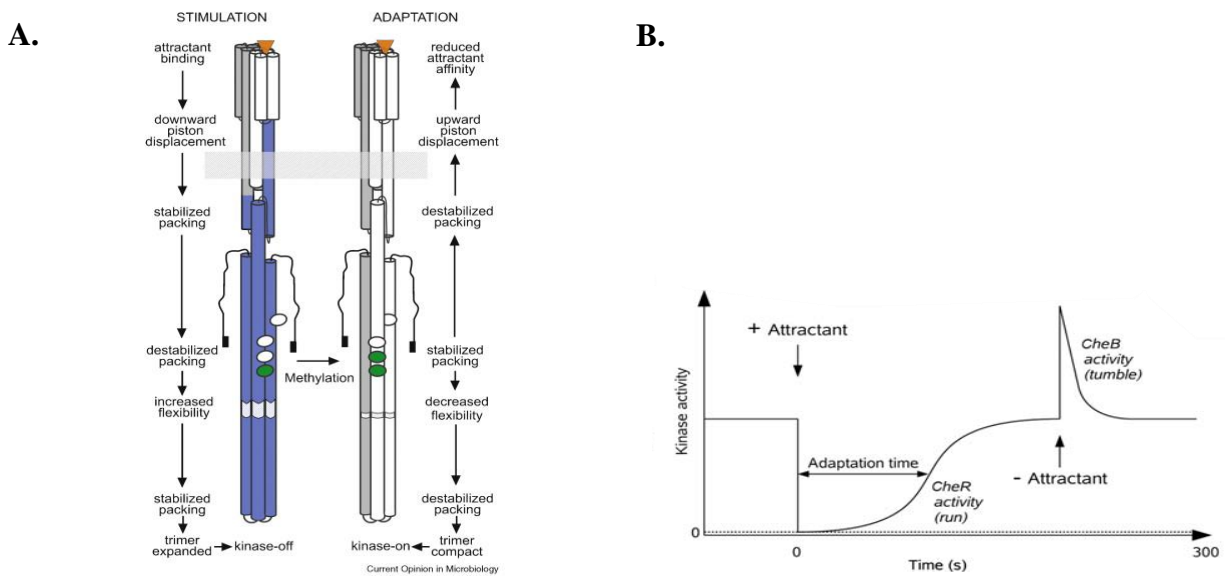 A.
STIMULATION
ADAPTATION
attractant
binding
downward
piston
displacement
stabilized
packing
destabilized
packing
increased
flexibility
stabilized
packing
trimer
expanded
kinase-off
Methylation
reduced
attractant
affinity
upward
piston
displacement
destabilized
packing
stabilized
packing
decreased
flexibility
destabilized
packing
kinase-on
trimer
compact
Current Opinion in Microbiology
B.
+ Attractant
Kinase activity
Adaptation time
CheR
activity
(run)
CheB
activity
(tumble)
- Attractant
0
0
300
Time (s)